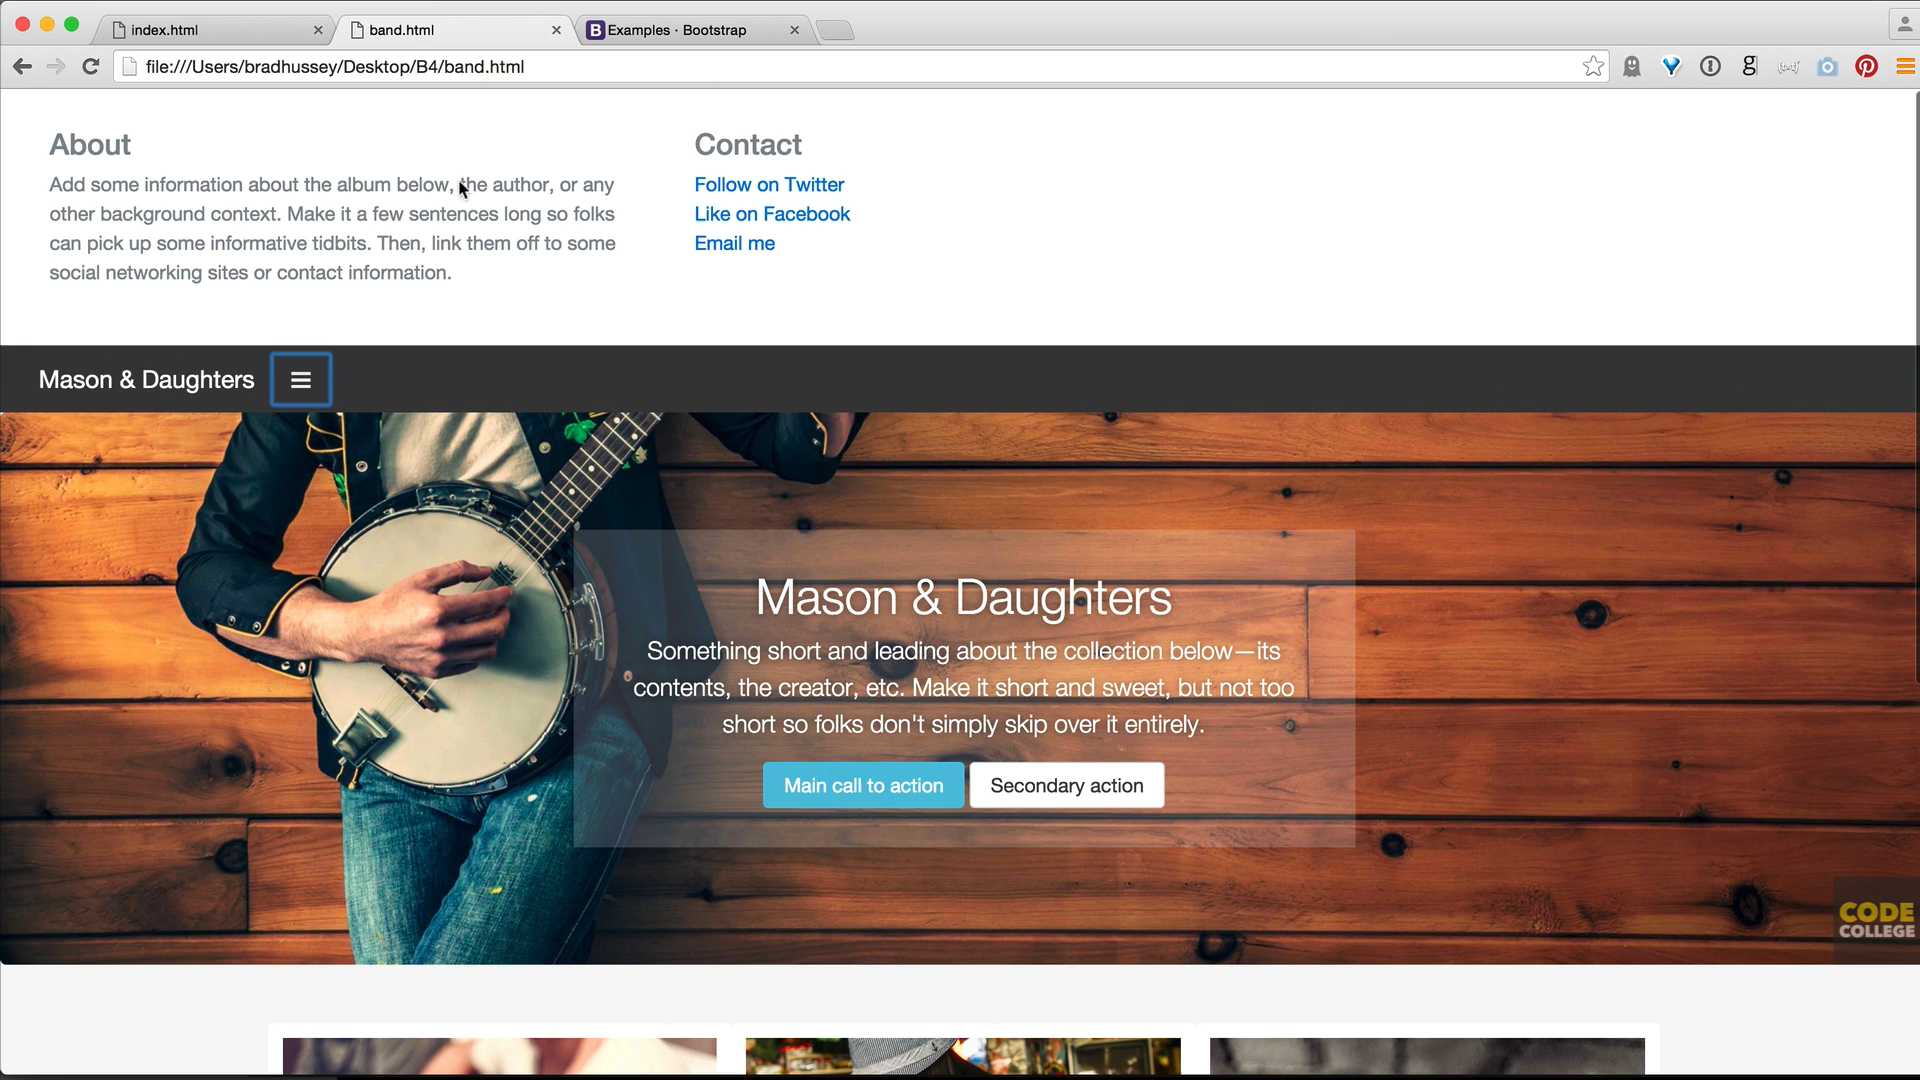 index.html
band.html
Examples · Bootstrap
file:///Users/bradhussey/Desktop/B4/band.html
About
Add some information about the album below, the author, or any
other background context. Make it a few sentences long so folks
can pick up some informative tidbits. Then, link them off to some
social networking sites or contact information.
Contact
Follow on Twitter
Like on Facebook
Email me
Mason & Daughters
Mason & Daughters
Something short and leading about the collection below—its
contents, the creator, etc. Make it short and sweet, but not too
short so folks don't simply skip over it entirely.
Main call to action
Secondary action
CODE
COLLEGE